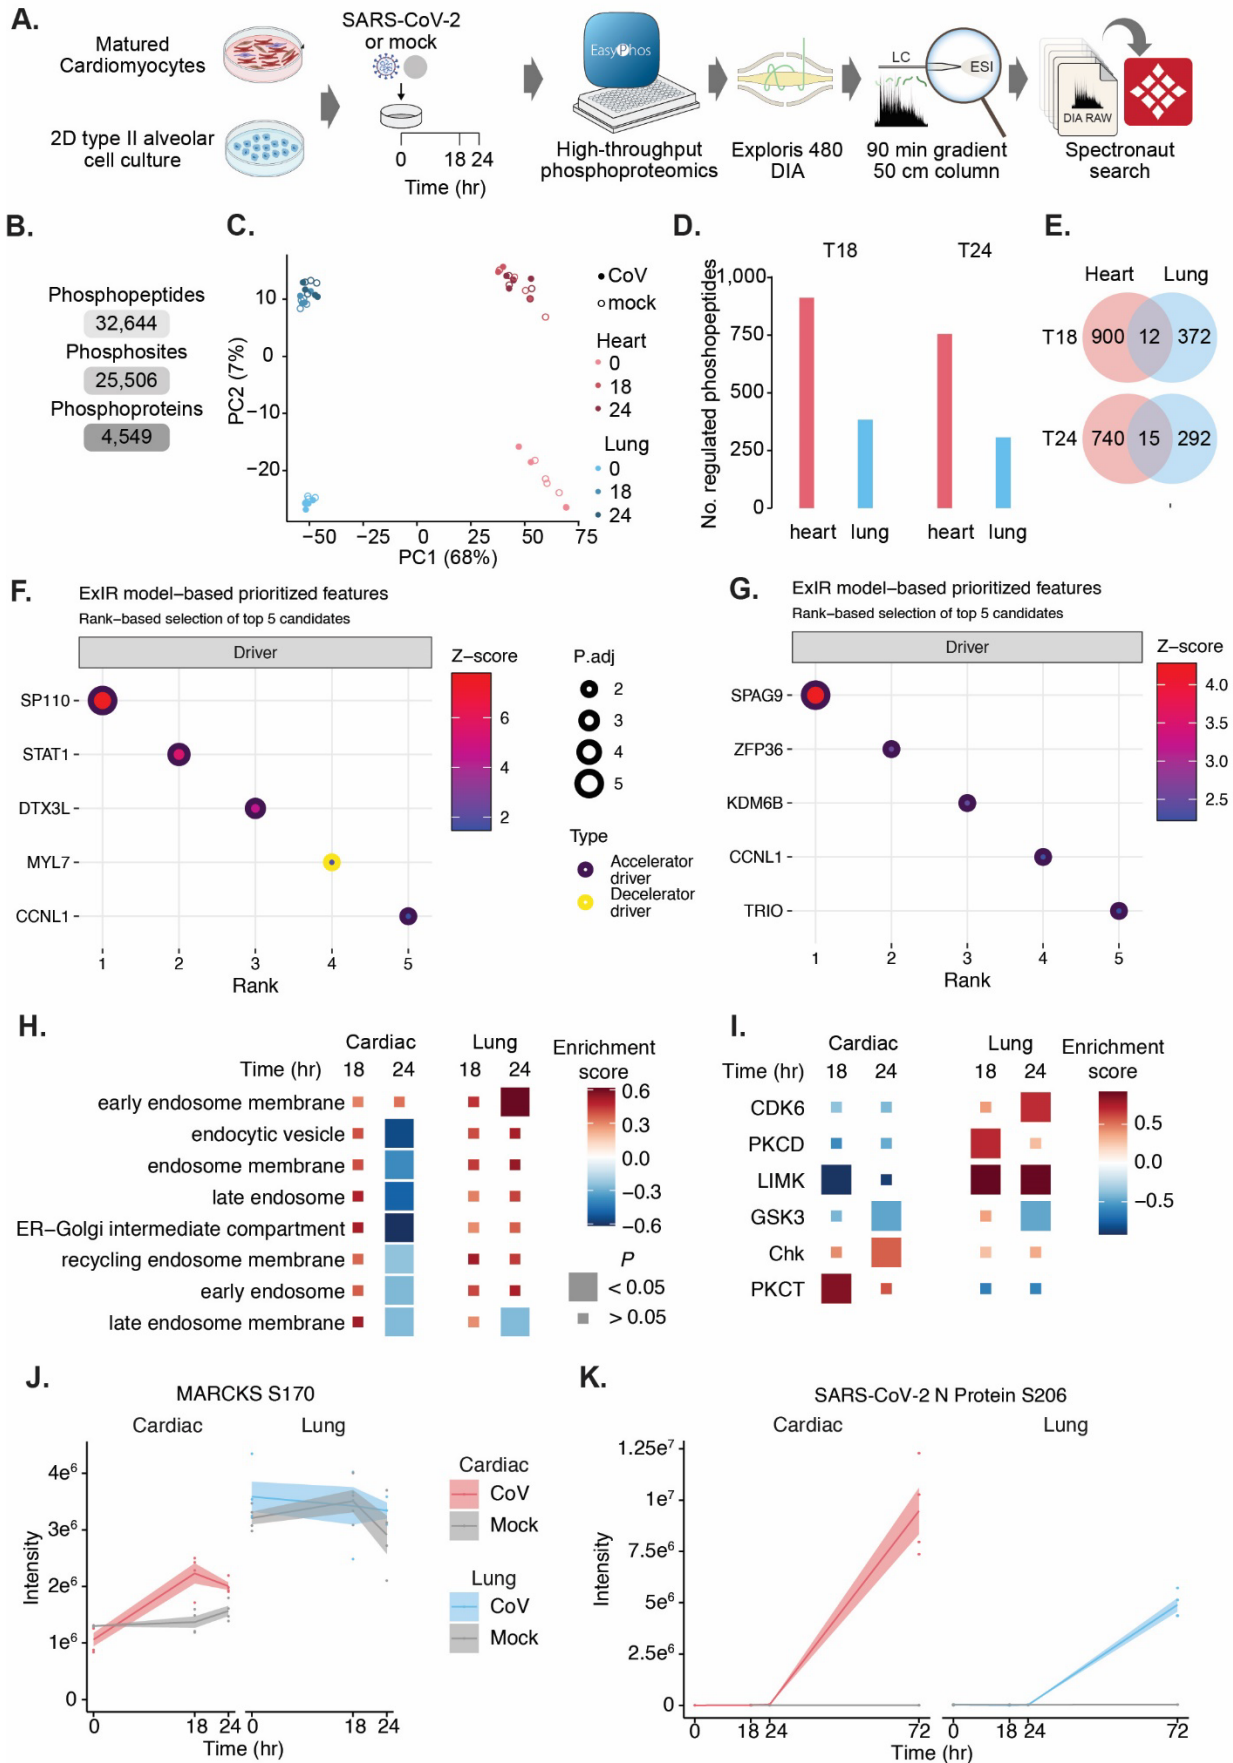 A.
Matured
Cardiomyocytes
2D type II alveolar
cell culture
SARS-CoV-2
or mock
0 18 24
Time (hr)
EasyPhos
High-throughput
phosphoproteomics
Exploris 480
DIA
LC
ESI
90 min gradient
50 cm column
DIA RAW
Spectronaut
search
B.
Phosphopeptides
32,644
Phosphosites
25,506
Phosphoproteins
4,549
C.
PC2 (7%)
10
0
−10
−20
−50 −25 0 25 50 75
PC1 (68%)
CoV
mock
Heart
0
18
24
Lung
0
18
24
D.
T18 T24
No. regulated phoshopeptides
1,000
750
500
250
0
heart lung heart lung
E.
Heart Lung
T18 900 12 372
T24 740 15 292
F.
ExIR model−based prioritized features
Rank−based selection of top 5 candidates
Driver
SP110
STAT1
DTX3L
MYL7
CCNL1
1 2 3 4 5
Rank
Z−score
6
4
2
P.adj
2
3
4
5
Type
Accelerator
driver
Decelerator
driver
G.
ExIR model−based prioritized features
Rank−based selection of top 5 candidates
Driver
SPAG9
ZFP36
KDM6B
CCNL1
TRIO
1 2 3 4 5
Rank
Z−score
4.0
3.5
3.0
2.5
H.
Cardiac Lung
Time (hr) 18 24 18 24
early endosome membrane
endocytic vesicle
endosome membrane
late endosome
ER−Golgi intermediate compartment
recycling endosome membrane
early endosome
late endosome membrane
Enrichment
score
0.6
0.3
0.0
−0.3
−0.6
P
< 0.05
> 0.05
I.
Cardiac Lung
Time (hr) 18 24 18 24
CDK6
PKCD
LIMK
GSK3
Chk
PKCT
Enrichment
score
0.5
0.0
−0.5
J.
MARCKS S170
Cardiac Lung
Intensity
4e⁶
3e⁶
2e⁶
1e⁶
0
0 18 24 0 18 24
Time (hr)
Cardiac
CoV
Mock
Lung
CoV
Mock
K.
SARS-CoV-2 N Protein S206
Cardiac Lung
Intensity
1.25e⁷
1e⁷
7.5e⁶
5e⁶
2.5e⁶
0
0 18 24 72 0 18 24 72
Time (hr)